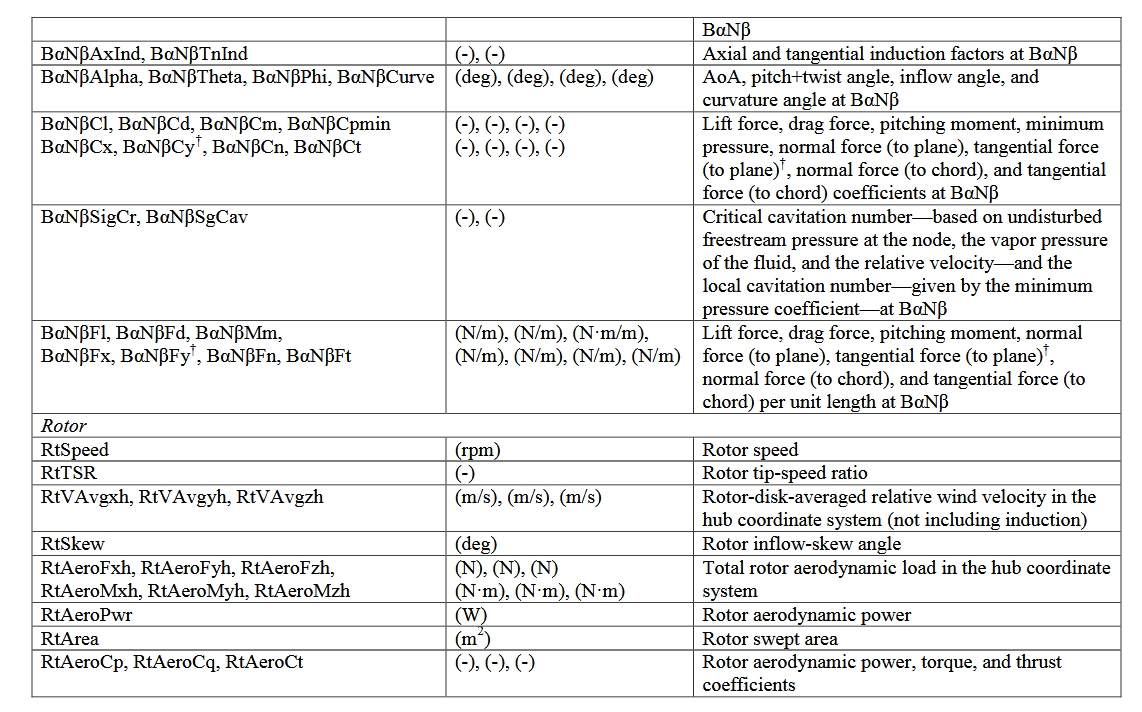 BαNβ
BαNβAxInd, BαNβTnInd (-), (-) Axial and tangential induction factors at BαNβ
BαNβAlpha, BαNβTheta, BαNβPhi, BαNβCurve (deg), (deg), (deg), (deg) AoA, pitch+twist angle, inflow angle, and
curvature angle at BαNβ
BαNβCl, BαNβCd, BαNβCm, BαNβCpmin (-), (-), (-), (-) Lift force, drag force, pitching moment, minimum
BαNβCx, BαNβCy†, BαNβCn, BαNβCt (-), (-), (-), (-) pressure, normal force (to plane), tangential force
(to plane)†, normal force (to chord), and tangential
force (to chord) coefficients at BαNβ
BαNβSigCr, BαNβSgCav (-), (-) Critical cavitation number—based on undisturbed
freestream pressure at the node, the vapor pressure
of the fluid, and the relative velocity—and the
local cavitation number—given by the minimum
pressure coefficient—at BαNβ
BαNβFl, BαNβFd, BαNβMm, (N/m), (N/m), (N·m/m), Lift force, drag force, pitching moment, normal
BαNβFx, BαNβFy†, BαNβFn, BαNβFt (N/m), (N/m), (N/m), (N/m) force (to plane), tangential force (to plane)†,
normal force (to chord), and tangential force (to
chord) per unit length at BαNβ
Rotor
RtSpeed (rpm) Rotor speed
RtTSR (-) Rotor tip-speed ratio
RtVAvgxh, RtVAvgyh, RtVAvgzh (m/s), (m/s), (m/s) Rotor-disk-averaged relative wind velocity in the
hub coordinate system (not including induction)
RtSkew (deg) Rotor inflow-skew angle
RtAeroFxh, RtAeroFyh, RtAeroFzh, (N), (N), (N) Total rotor aerodynamic load in the hub coordinate
RtAeroMxh, RtAeroMyh, RtAeroMzh (N·m), (N·m), (N·m) system
RtAeroPwr (W) Rotor aerodynamic power
RtArea (m²) Rotor swept area
RtAeroCp, RtAeroCq, RtAeroCt (-), (-), (-) Rotor aerodynamic power, torque, and thrust
coefficients